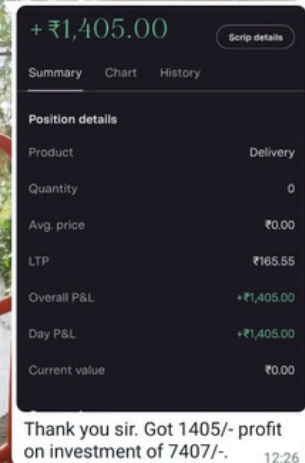 +₹1,405.00
Scrip details
Summary Chart History
Position details
Product Delivery
Quantity 0
Avg. price ₹0.00
LTP ₹165.55
Overall P&L +₹1,405.00
Day P&L +₹1,405.00
Current value ₹0.00
Thank you sir. Got 1405/- profit
on investment of 7407/-. 12:26